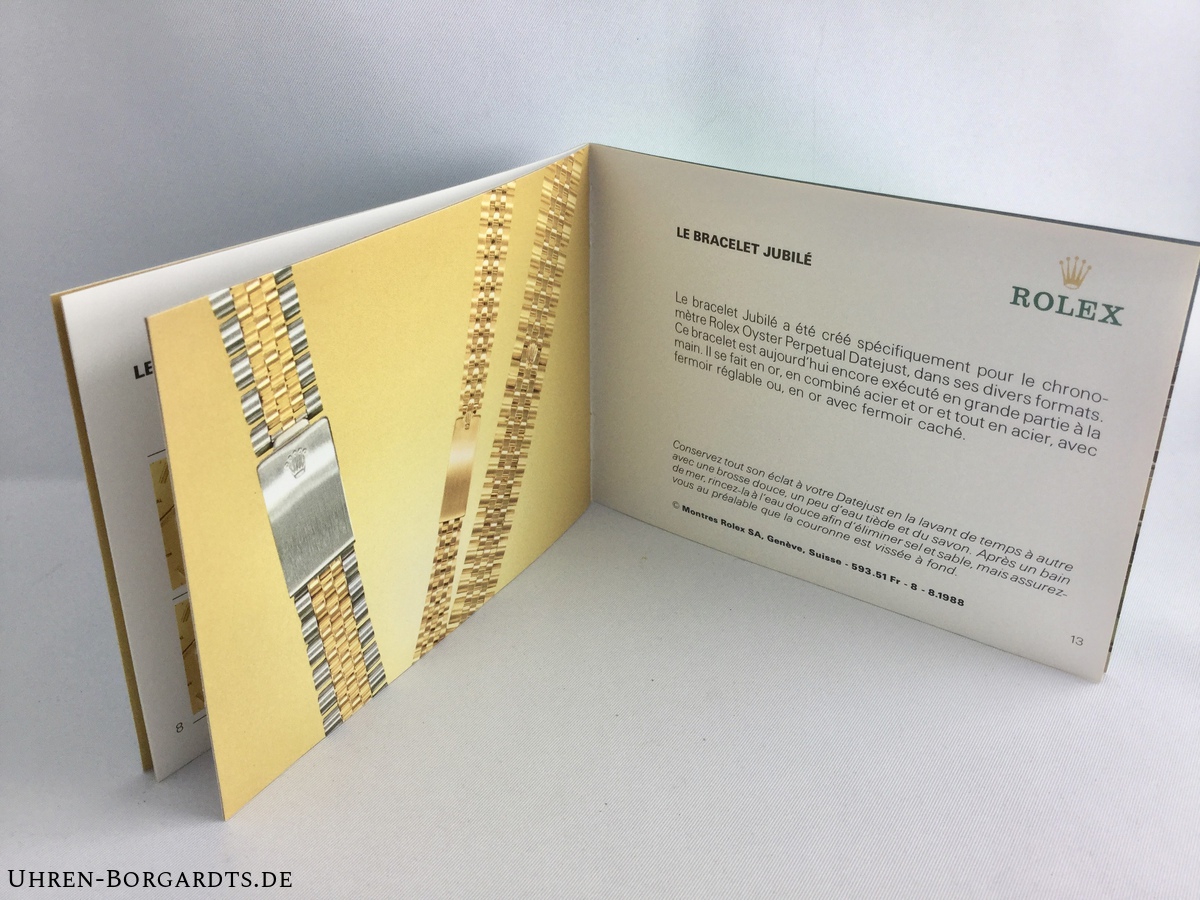 LE
8
LE BRACELET JUBILÉ
ROLEX
Le bracelet Jubilé a été créé spécifiquement pour le chrono-
mètre Rolex Oyster Perpetual Datejust, dans ses divers formats.
Ce bracelet est aujourd'hui encore exécuté en grande partie à la
main. Il se fait en or, en combiné acier et or et tout en acier, avec
fermoir réglable ou, en or avec fermoir caché.
Conservez tout son éclat à votre Datejust en la lavant de temps à autre
avec une brosse douce, un peu d'eau tiède et du savon. Après un bain
de mer, rincez-la à l'eau douce afin d'éliminer sel et sable, mais assurez-
vous au préalable que la couronne est vissée à fond.
© Montres Rolex SA, Genève, Suisse - 593.51 Fr - 8 - 8.1988
13
UHREN-BORGARDTS.DE